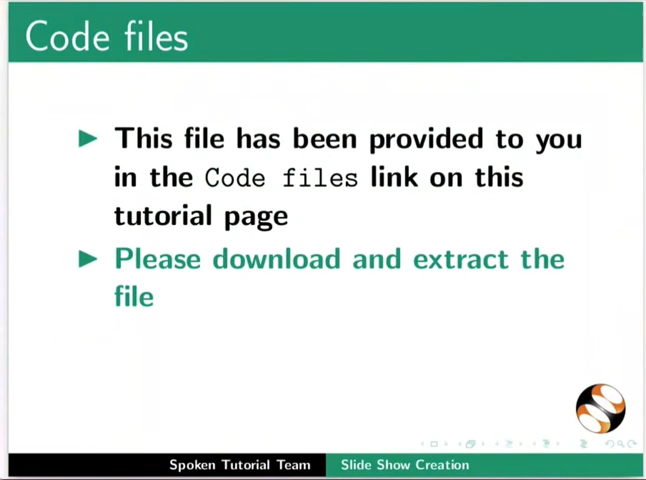 Code files
This file has been provided to you
in the Code files link on this
tutorial page
Please download and extract the
file
Spoken Tutorial Team
Slide Show Creation